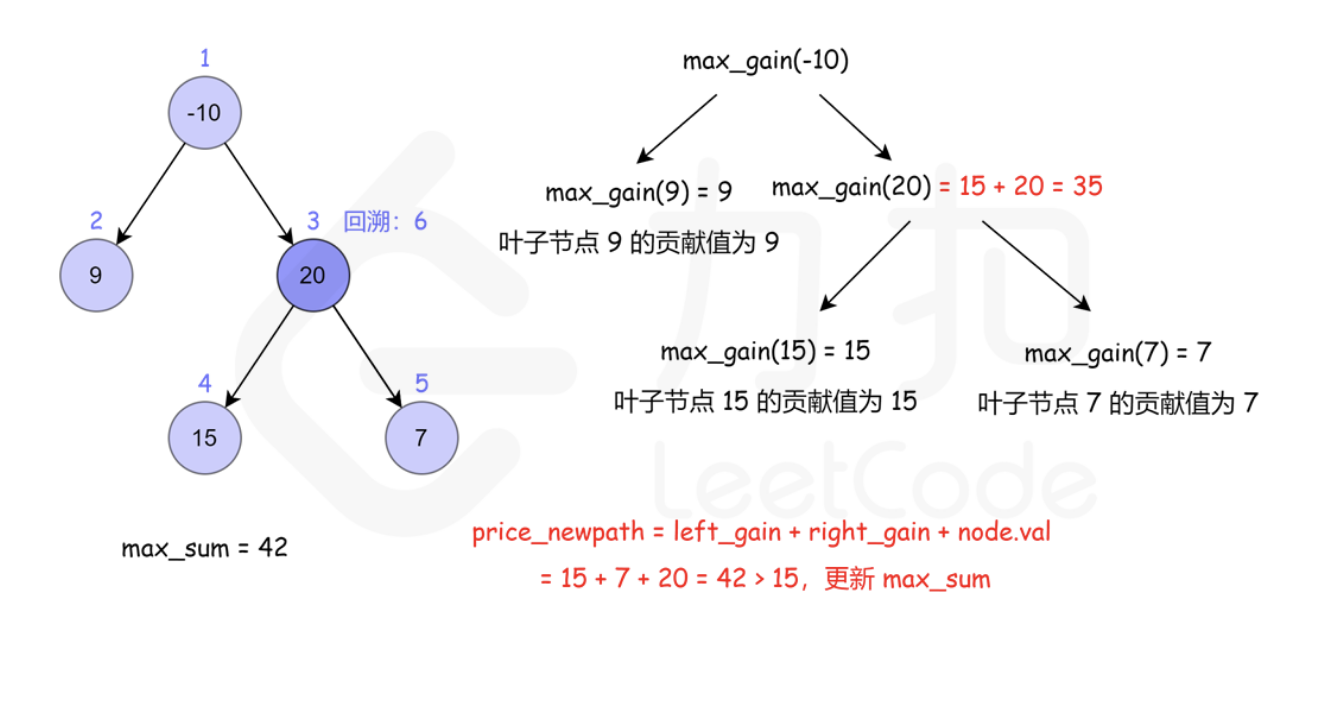 1
-10
2
3 回溯：6
9
20
4
5
15
7
max_sum = 42
max_gain(-10)
max_gain(9) = 9
max_gain(20) = 15 + 20 = 35
叶子节点 9 的贡献值为 9
max_gain(15) = 15
max_gain(7) = 7
叶子节点 15 的贡献值为 15
叶子节点 7 的贡献值为 7
price_newpath = left_gain + right_gain + node.val
= 15 + 7 + 20 = 42 > 15，更新 max_sum
力扣
LeetCode